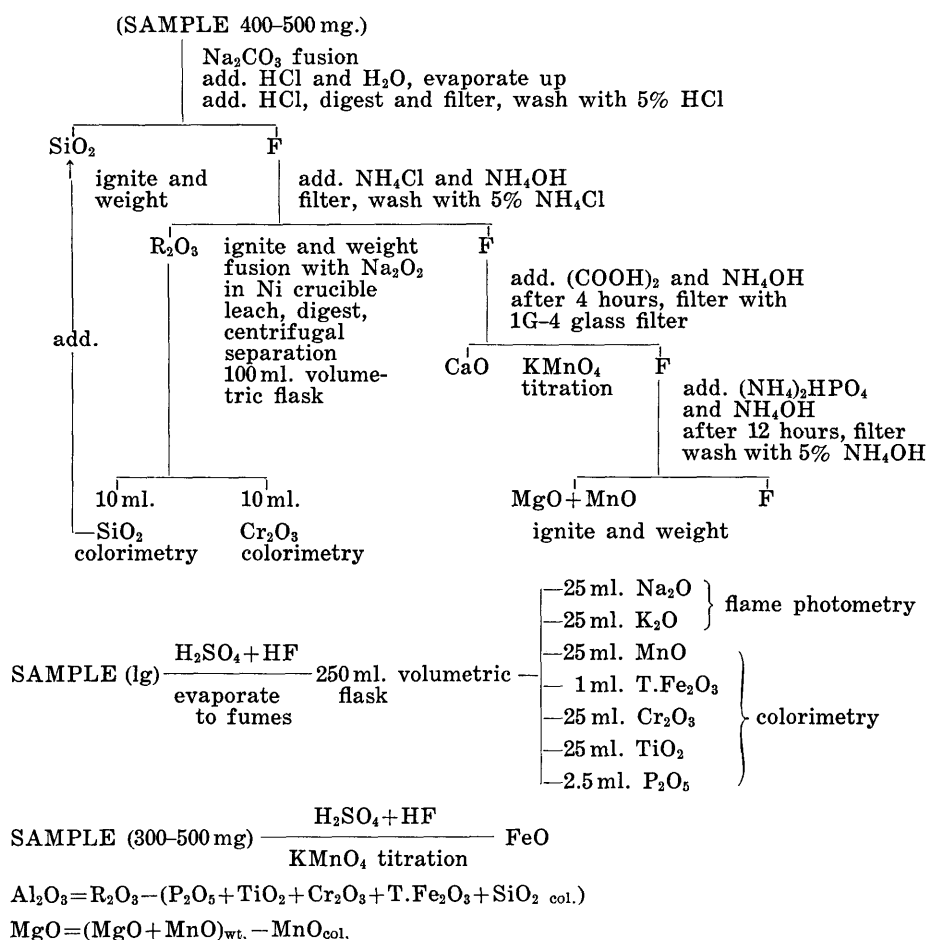 (SAMPLE 400–500 mg.)
Na₂CO₃ fusion
add. HCl and H₂O, evaporate up
add. HCl, digest and filter, wash with 5% HCl
SiO₂
F
ignite and
weight
add. NH₄Cl and NH₄OH
filter, wash with 5% NH₄Cl
R₂O₃
ignite and weight
fusion with Na₂O₂
in Ni crucible
leach, digest,
centrifugal
separation
100 ml. volume-
tric flask
F
add. (COOH)₂ and NH₄OH
after 4 hours, filter with
1G-4 glass filter
add.
CaO
KMnO₄
titration
F
add. (NH₄)₂HPO₄
and NH₄OH
after 12 hours, filter
wash with 5% NH₄OH
10 ml.
10 ml.
MgO+MnO
F
—SiO₂
colorimetry
Cr₂O₃
colorimetry
ignite and weight
SAMPLE (lg)
H₂SO₄+HF
evaporate
to fumes
250 ml. volumetric
flask
—25 ml. Na₂O
—25 ml. K₂O
flame photometry
—25 ml. MnO
— 1 ml. T.Fe₂O₃
—25 ml. Cr₂O₃
—25 ml. TiO₂
—2.5 ml. P₂O₅
colorimetry
SAMPLE (300–500 mg)
H₂SO₄+HF
KMnO₄ titration
FeO
Al₂O₃=R₂O₃−(P₂O₅+TiO₂+Cr₂O₃+T.Fe₂O₃+SiO₂ col.)
MgO=(MgO+MnO)wt.−MnOcol.